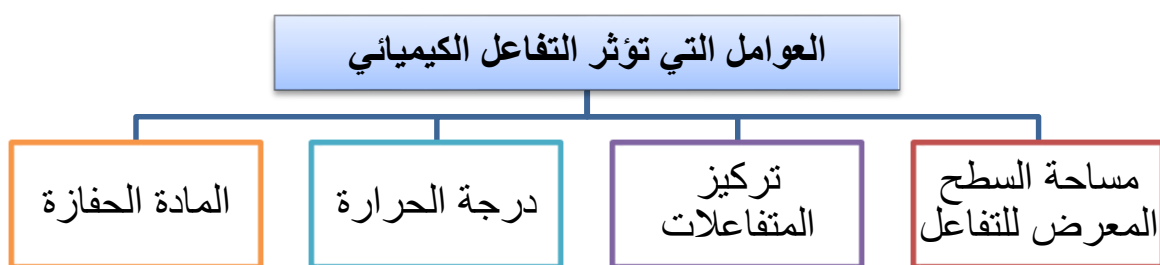 العوامل التي تؤثر التفاعل الكيميائي
مساحة السطح
المعرض للتفاعل
تركيز
المتفاعلات
درجة الحرارة
المادة الحفازة